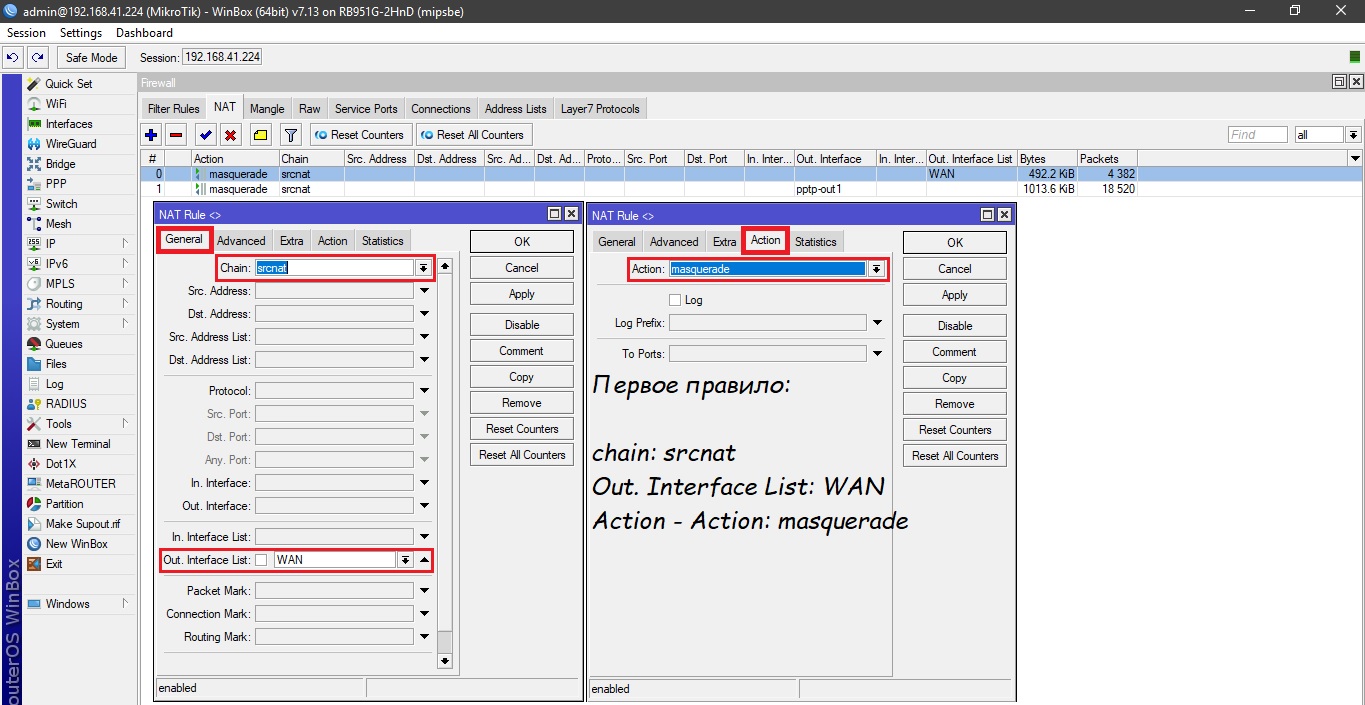 admin@192.168.41.224 (MikroTik) - WinBox (64bit) v7.13 on RB951G-2HnD (mipsbe)
Session Settings Dashboard
Safe Mode Session: 192.168.41.224
Quick Set
WiFi
Interfaces
WireGuard
Bridge
PPP
Switch
Mesh
IP
IPv6
MPLS
Routing
System
Queues
Files
Log
RADIUS
Tools
New Terminal
Dot1X
MetaROUTER
Partition
Make Supout.rif
New WinBox
Exit
Windows
outerOS WinBox
Firewall
Filter Rules NAT Mangle Raw Service Ports Connections Address Lists Layer7 Protocols
Reset Counters Reset All Counters Find all
# Action Chain Src. Address Dst. Address Src. Ad... Dst. Ad... Proto... Src. Port Dst. Port In. Inter... Out. Interface In. Inter... Out. Interface List Bytes Packets
0 masquerade srcnat WAN 492.2 KiB 4 382
1 masquerade srcnat pptp-out1 1013.6 KiB 18 520
NAT Rule <>
General Advanced Extra Action Statistics
Chain: srcnat
Src. Address:
Dst. Address:
Src. Address List:
Dst. Address List:
Protocol:
Src. Port:
Dst. Port:
Any. Port:
In. Interface:
Out. Interface:
In. Interface List:
Out. Interface List: WAN
Packet Mark:
Connection Mark:
Routing Mark:
OK
Cancel
Apply
Disable
Comment
Copy
Remove
Reset Counters
Reset All Counters
enabled
NAT Rule <>
General Advanced Extra Action Statistics
Action: masquerade
Log
Log Prefix:
To Ports:
Первое правило:
chain: srcnat
Out. Interface List: WAN
Action - Action: masquerade
OK
Cancel
Apply
Disable
Comment
Copy
Remove
Reset Counters
Reset All Counters
enabled